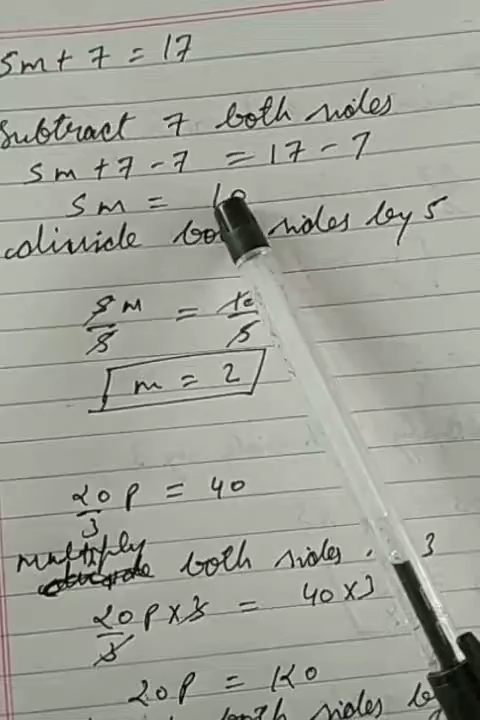 5m + 7 = 17
Subtract 7 both sides
5m + 7 - 7 = 17 - 7
5m = 10
divide both sides by 5
5m/5 = 10/5
m = 2
20p/3 = 40
multiply both sides . 3
20p/3 × 3 = 40 × 3
20p = 120
both sides